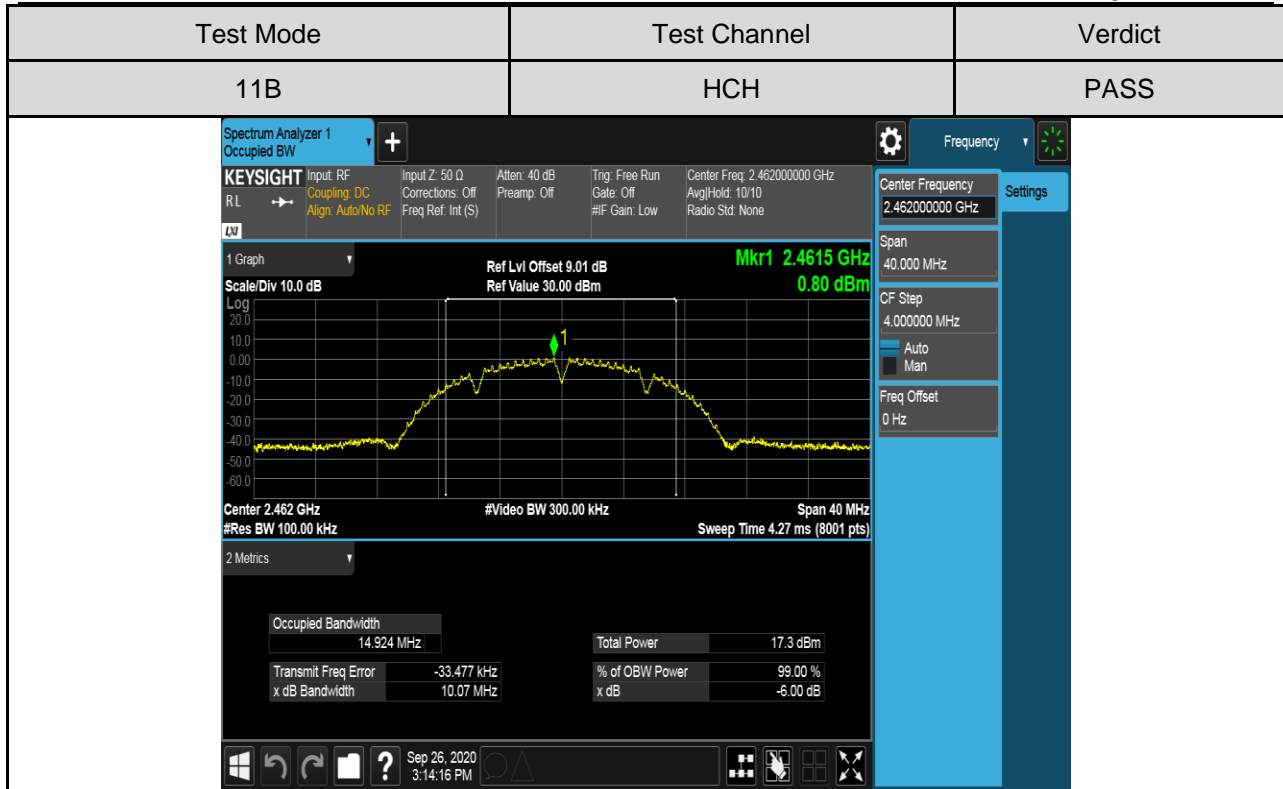 Test Mode Test Channel Verdict
11B HCH PASS
Spectrum Analyzer 1
Occupied BW
+
Frequency
KEYSIGHT Input: RF Input Z: 50 Ω Atten: 40 dB Trig: Free Run Center Freq: 2.462000000 GHz
RL Coupling: DC Corrections: Off Preamp: Off Gate: Off Avg|Hold: 10/10
Align: Auto/No RF Freq Ref: Int (S) #IF Gain: Low Radio Std: None
LXI
Center Frequency
2.462000000 GHz
Settings
Span
40.000 MHz
CF Step
4.000000 MHz
Auto
Man
Freq Offset
0 Hz
1 Graph Ref Lvl Offset 9.01 dB Mkr1 2.4615 GHz
Scale/Div 10.0 dB Ref Value 30.00 dBm 0.80 dBm
Log
20.0
10.0
0.00
-10.0
-20.0
-30.0
-40.0
-50.0
-60.0
1
Center 2.462 GHz #Video BW 300.00 kHz Span 40 MHz
#Res BW 100.00 kHz Sweep Time 4.27 ms (8001 pts)
2 Metrics
Occupied Bandwidth
14.924 MHz Total Power 17.3 dBm
Transmit Freq Error -33.477 kHz % of OBW Power 99.00 %
x dB Bandwidth 10.07 MHz x dB -6.00 dB
? Sep 26, 2020
3:14:16 PM